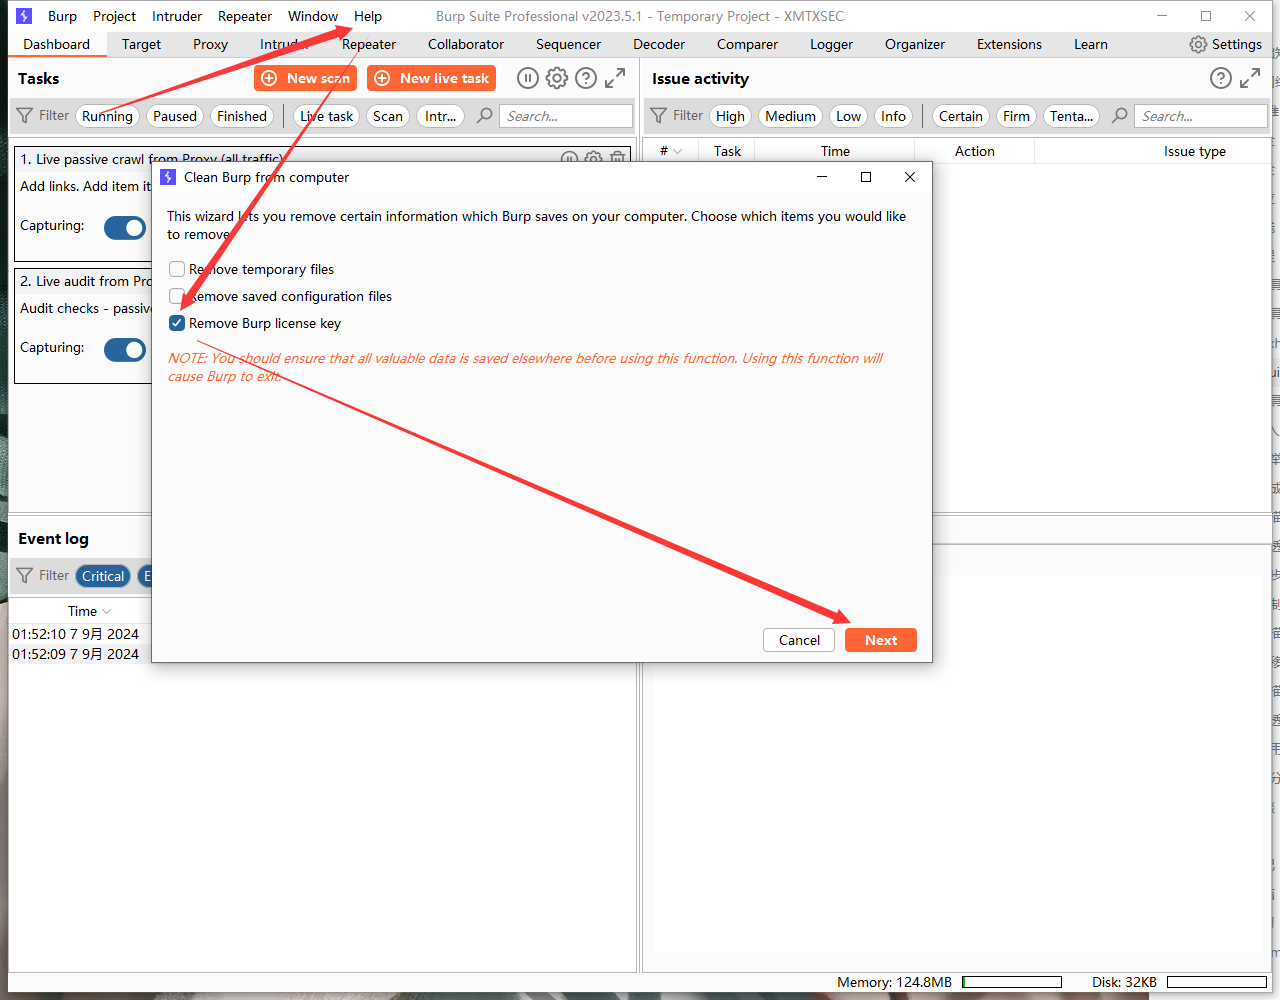 Burp Project Intruder Repeater Window Help Burp Suite Professional v2023.5.1 - Temporary Project - XMTXSEC
Dashboard Target Proxy Intruder Repeater Collaborator Sequencer Decoder Comparer Logger Organizer Extensions Learn Settings
Tasks New scan New live task
Issue activity
Filter Running Paused Finished Live task Scan Intr... Search...
Filter High Medium Low Info Certain Firm Tenta... Search...
# Task Time Action Issue type
1. Live passive crawl from Proxy (all traffic)
Add links. Add item it
Capturing:
2. Live audit from Pro
Audit checks - passive
Capturing:
Clean Burp from computer
This wizard lets you remove certain information which Burp saves on your computer. Choose which items you would like
to remove.
Remove temporary files
Remove saved configuration files
Remove Burp license key
NOTE: You should ensure that all valuable data is saved elsewhere before using this function. Using this function will
cause Burp to exit.
Cancel Next
Event log
Filter Critical E
Time
01:52:10 7 9月 2024
01:52:09 7 9月 2024
Memory: 124.8MB Disk: 32KB